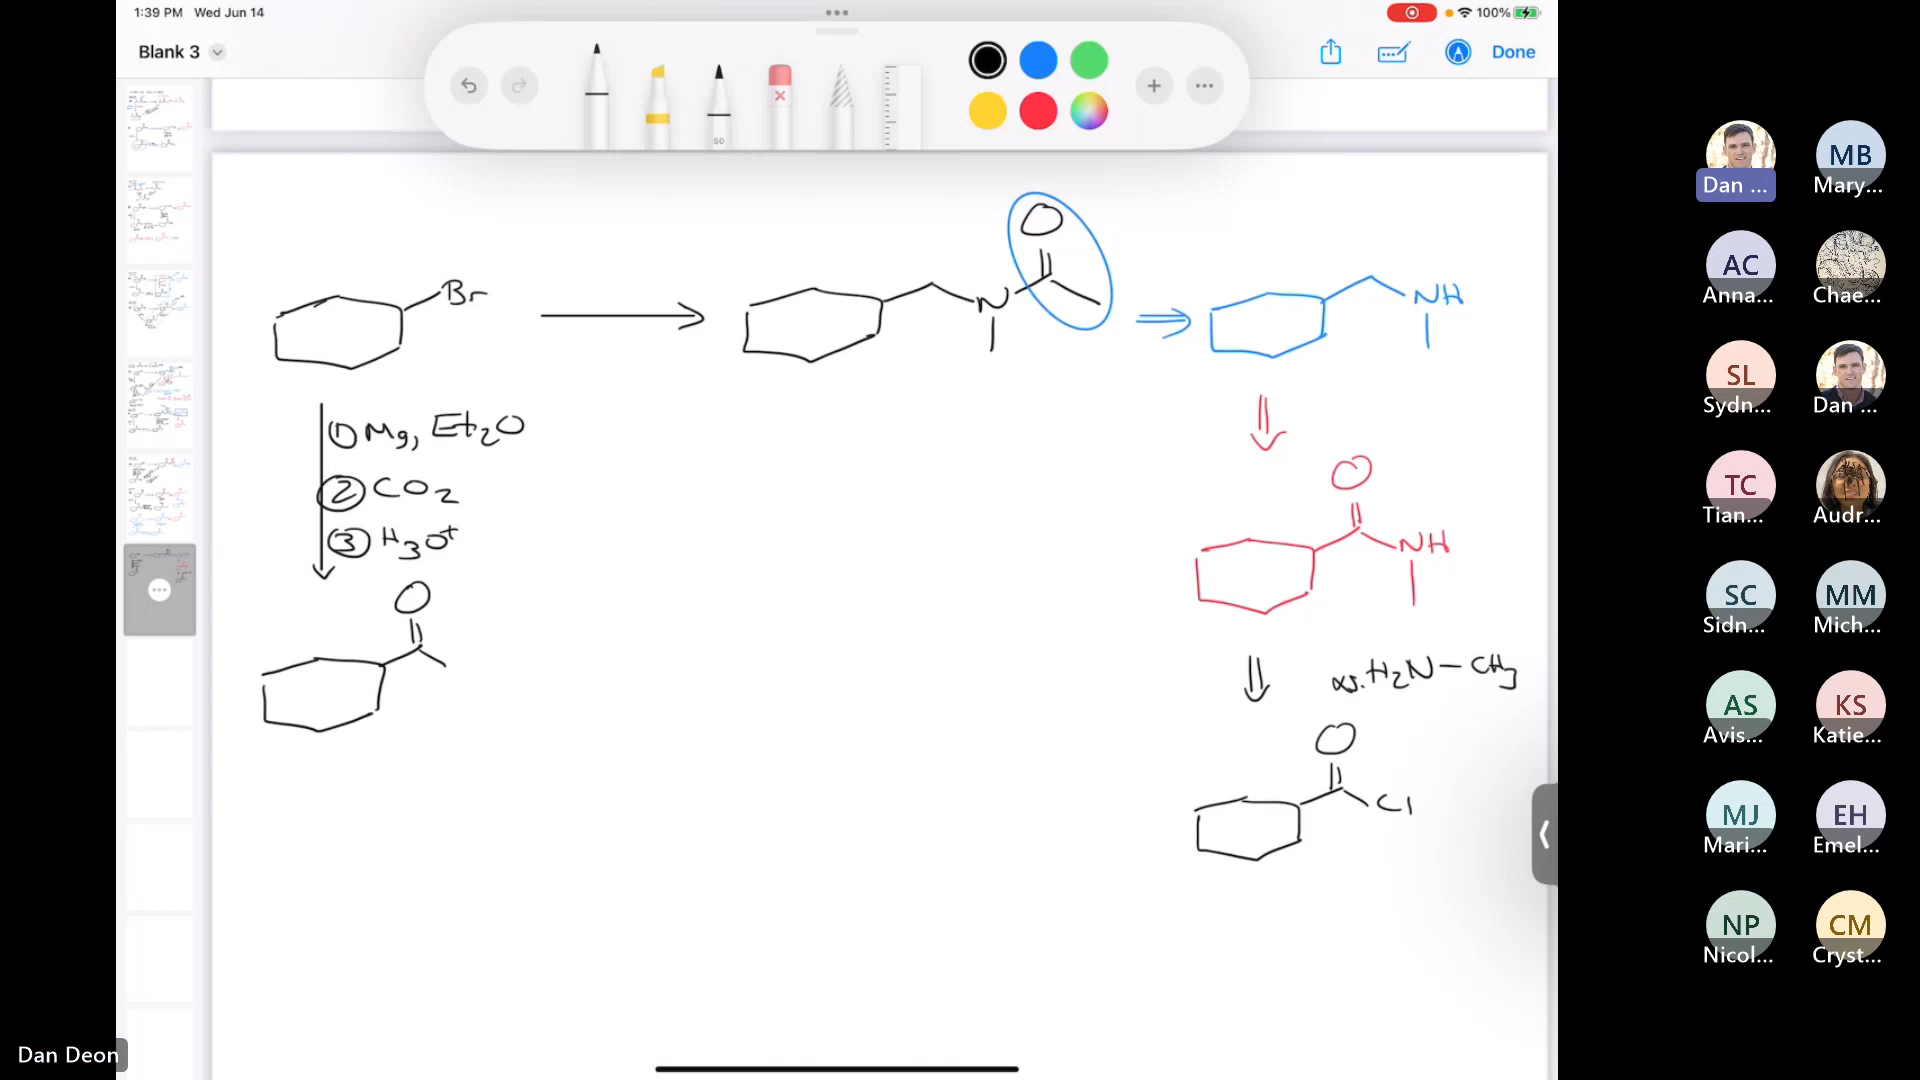 1:39 PM Wed Jun 14
100%
Blank 3
Done
50
Br
O
N
NH
① Mg, Et₂O
② CO₂
③ H₃O⁺
O
O
NH
xs. H₂N — CH₃
O
Cl
Dan ...
MB
Mary...
AC
Anna...
Chae...
SL
Sydn...
Dan ...
TC
Tian...
Audr...
SC
Sidn...
MM
Mich...
AS
Avis...
KS
Katie...
MJ
Mari...
EH
Emel...
NP
Nicol...
CM
Cryst...
Dan Deon